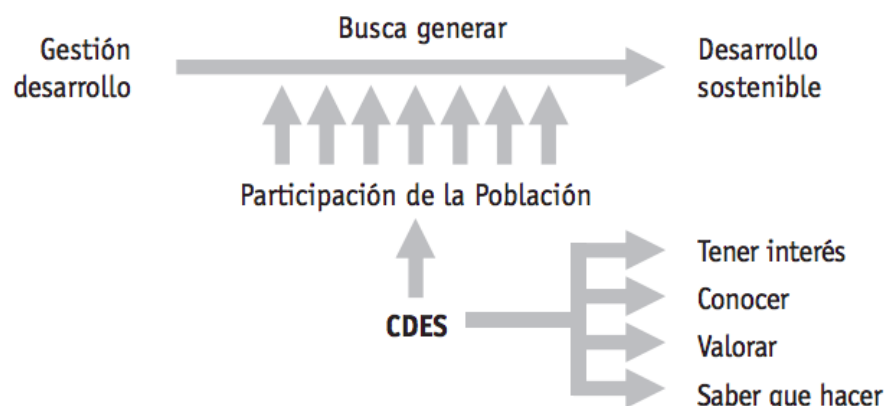 Busca generar
Gestión
desarrollo
Desarrollo
sostenible
Participación de la Población
CDES
Tener interés
Conocer
Valorar
Saber que hacer